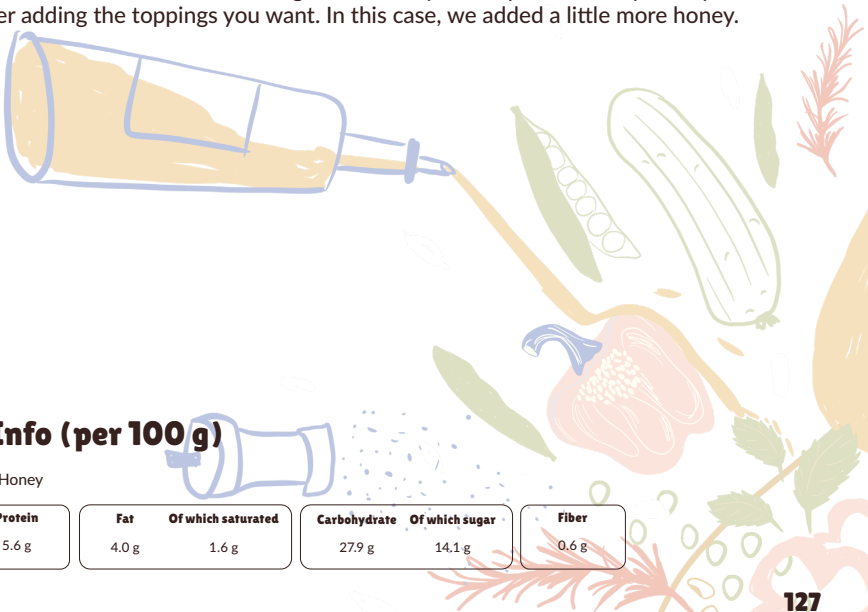 er adding the toppings you want. In this case, we added a little more honey.
Info (per 100 g)
Honey
Protein Fat Of which saturated Carbohydrate Of which sugar Fiber
5.6 g 4.0 g 1.6 g 27.9 g 14,1 g 0.6 g
127